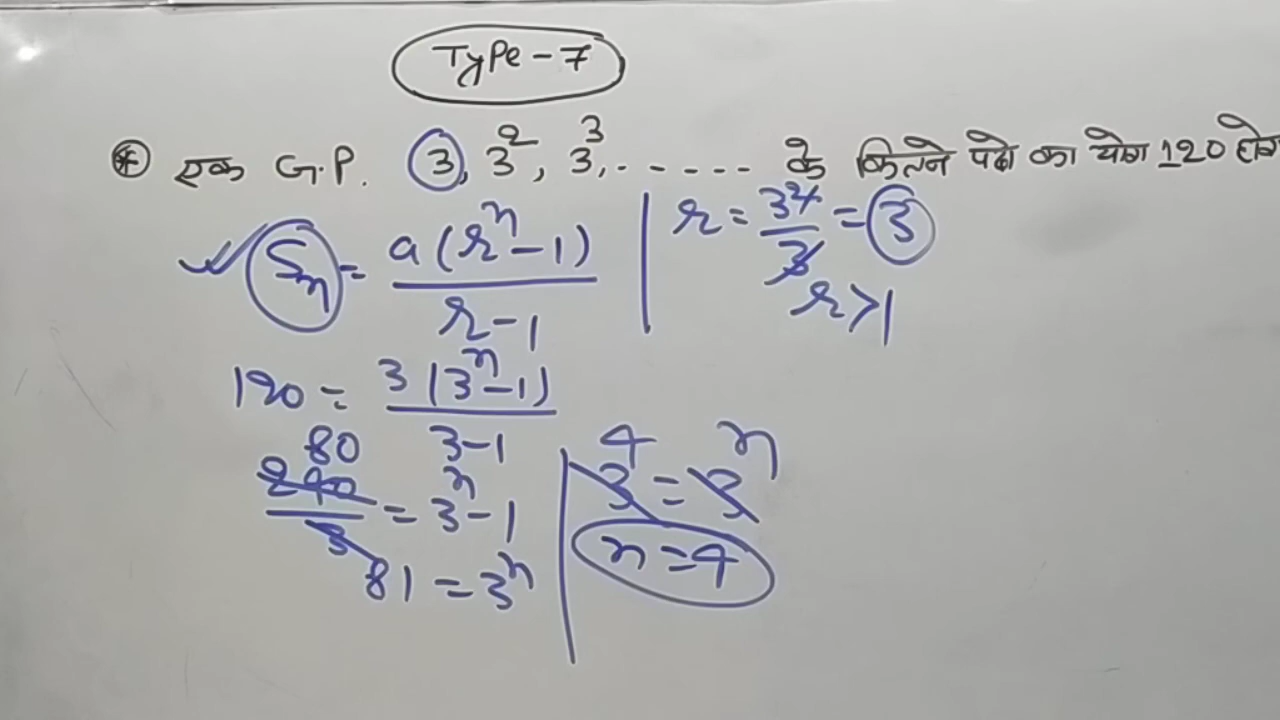 Type-7
* एक G.P. 3, 3², 3³, ...... के कितने पदो का योग 120 होगा
Sₙ = a(rⁿ-1) / r-1
r = 3² / 3 = 3
r>1
120 = 3(3ⁿ-1) / 3-1
80
240 / 3 = 3ⁿ-1
81 = 3ⁿ
3⁴ = 3ⁿ
n=4